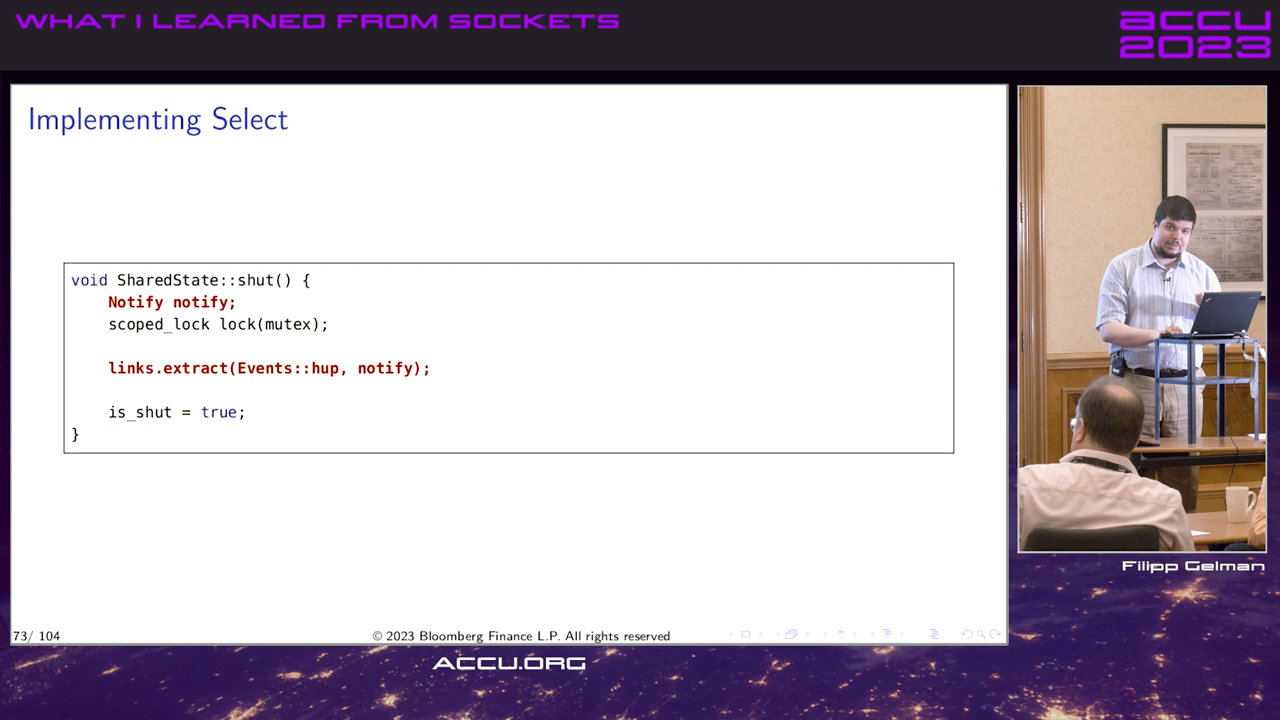 WHAT I LEARNED FROM SOCKETS
ACCU
2023
Implementing Select
void SharedState::shut() {
    Notify notify;
    scoped_lock lock(mutex);
    links.extract(Events::hup, notify);
    is_shut = true;
}
Filipp Gelman
73/ 104
© 2023 Bloomberg Finance L.P. All rights reserved
ACCU.ORG